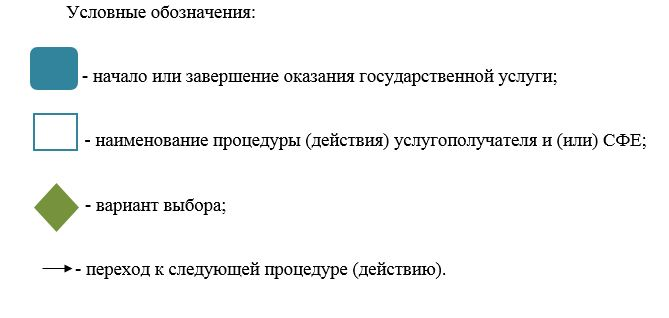 Условные обозначения:
- начало или завершение оказания государственной услуги;
- наименование процедуры (действия) услугополучателя и (или) СФЕ;
- вариант выбора;
- переход к следующей процедуре (действию).